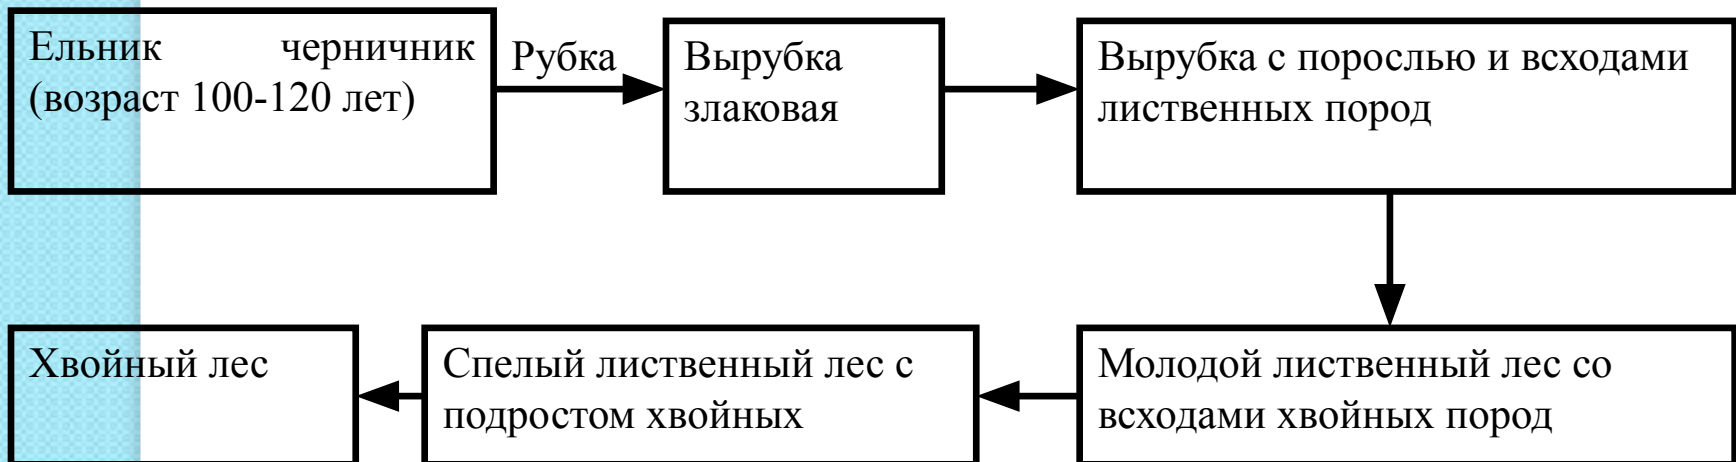 Ельник черничник
(возраст 100-120 лет)
Рубка
Вырубка
злаковая
Вырубка с порослью и всходами
лиственных пород
Молодой лиственный лес со
всходами хвойных пород
Спелый лиственный лес с
подростом хвойных
Хвойный лес